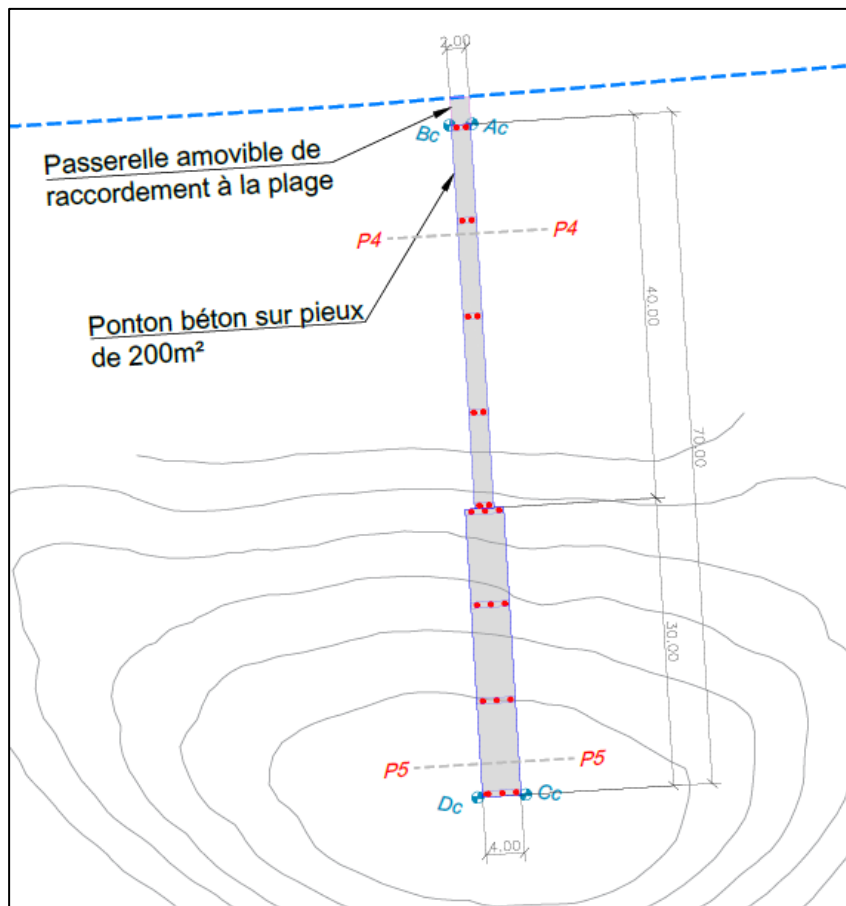 2.00
Bc
Ac
Passerelle amovible de
raccordement à la plage
P4
P4
40.00
Ponton béton sur pieux
de 200m²
70.00
30.00
P5
P5
Dc
Cc
4.00